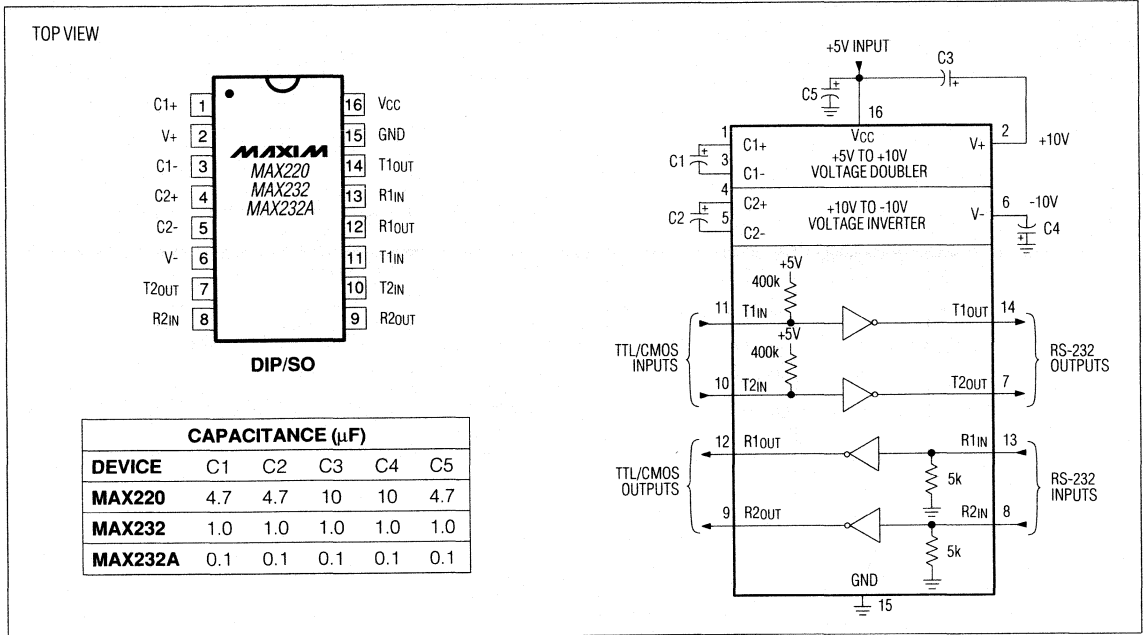 TOP VIEW
C1+ 1
V+ 2
C1- 3
C2+ 4
C2- 5
V- 6
T2OUT 7
R2IN 8
MAXIM
MAX220
MAX232
MAX232A
16 VCC
15 GND
14 T1OUT
13 R1IN
12 R1OUT
11 T1IN
10 T2IN
9 R2OUT
DIP/SO
CAPACITANCE (μF)
DEVICE C1 C2 C3 C4 C5
MAX220 4.7 4.7 10 10 4.7
MAX232 1.0 1.0 1.0 1.0 1.0
MAX232A 0.1 0.1 0.1 0.1 0.1
+5V INPUT
C3
+
C5
+
16
VCC
1
C1+
C1
+
3
C1-
+5V TO +10V
VOLTAGE DOUBLER
V+
2
+10V
4
C2+
C2
+
5
C2-
+10V TO -10V
VOLTAGE INVERTER
V-
6
-10V
C4
+
+5V
400k
11 T1IN
T1OUT 14
+5V
400k
TTL/CMOS
INPUTS
RS-232
OUTPUTS
10 T2IN
T2OUT 7
12 R1OUT
R1IN 13
5k
TTL/CMOS
OUTPUTS
RS-232
INPUTS
9 R2OUT
R2IN 8
5k
GND
15